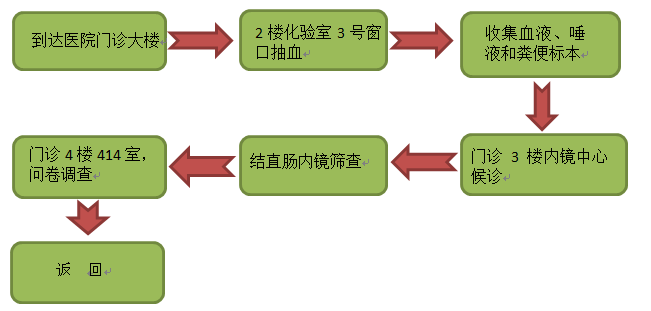 到达医院门诊大楼
2 楼化验室 3 号窗
口抽血
收集血液、唾
液和粪便标本
门诊 3 楼内镜中心
候诊
结直肠内镜筛查
门诊 4 楼 414 室，
问卷调查
返 回